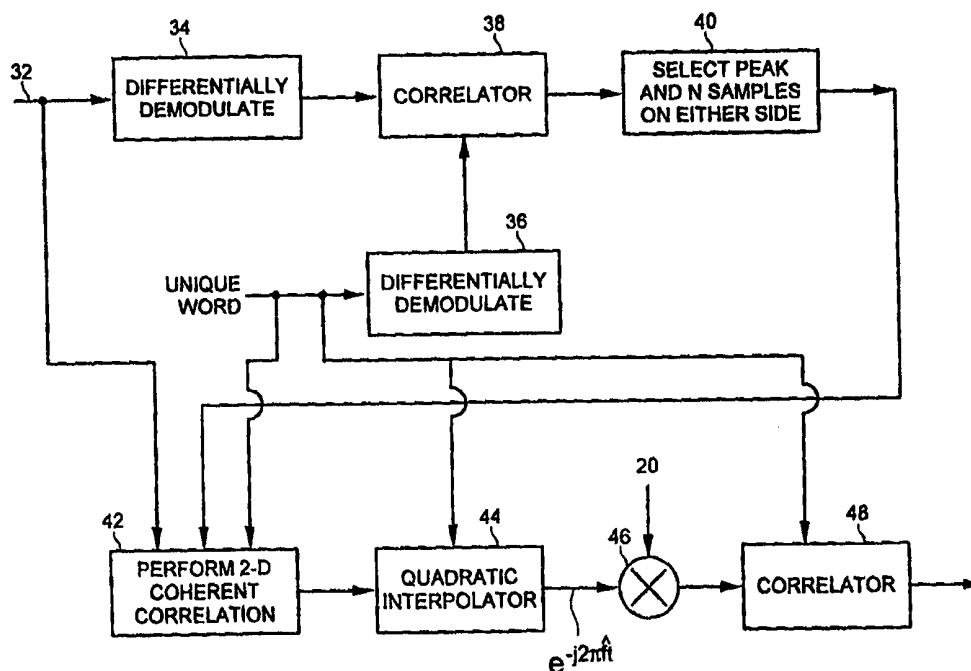 34
38
40
32
DIFFERENTIALLY
DEMODULATE
CORRELATOR
SELECT PEAK
AND N SAMPLES
ON EITHER SIDE
36
UNIQUE
WORD
DIFFERENTIALLY
DEMODULATE
20
42
44
46
48
PERFORM 2-D
COHERENT
CORRELATION
QUADRATIC
INTERPOLATOR
CORRELATOR
e^-j2πf̂t